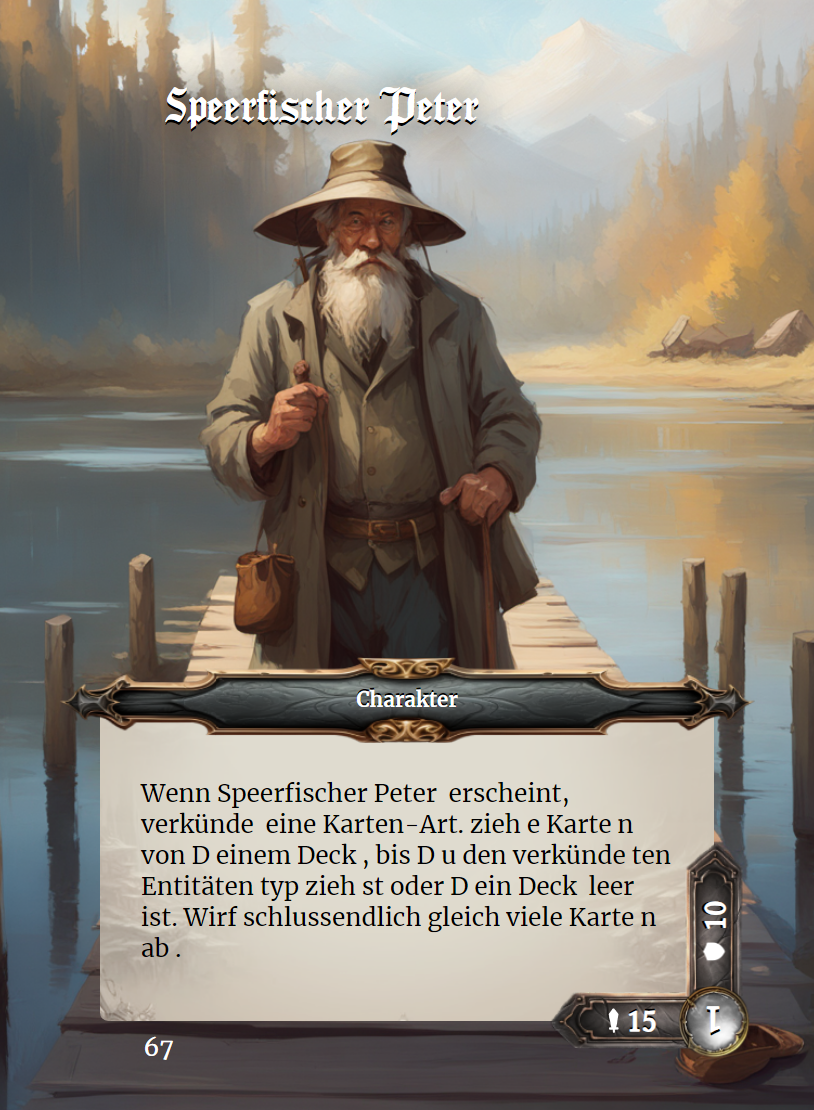 Speerfischer Peter
Charakter
Wenn Speerfischer Peter  erscheint,
verkünde  eine Karten-Art. zieh e Karte n
von D einem Deck , bis D u den verkünde ten
Entitäten typ zieh st oder D ein Deck  leer
ist. Wirf schlussendlich gleich viele Karte n
ab .
10
15
1
67